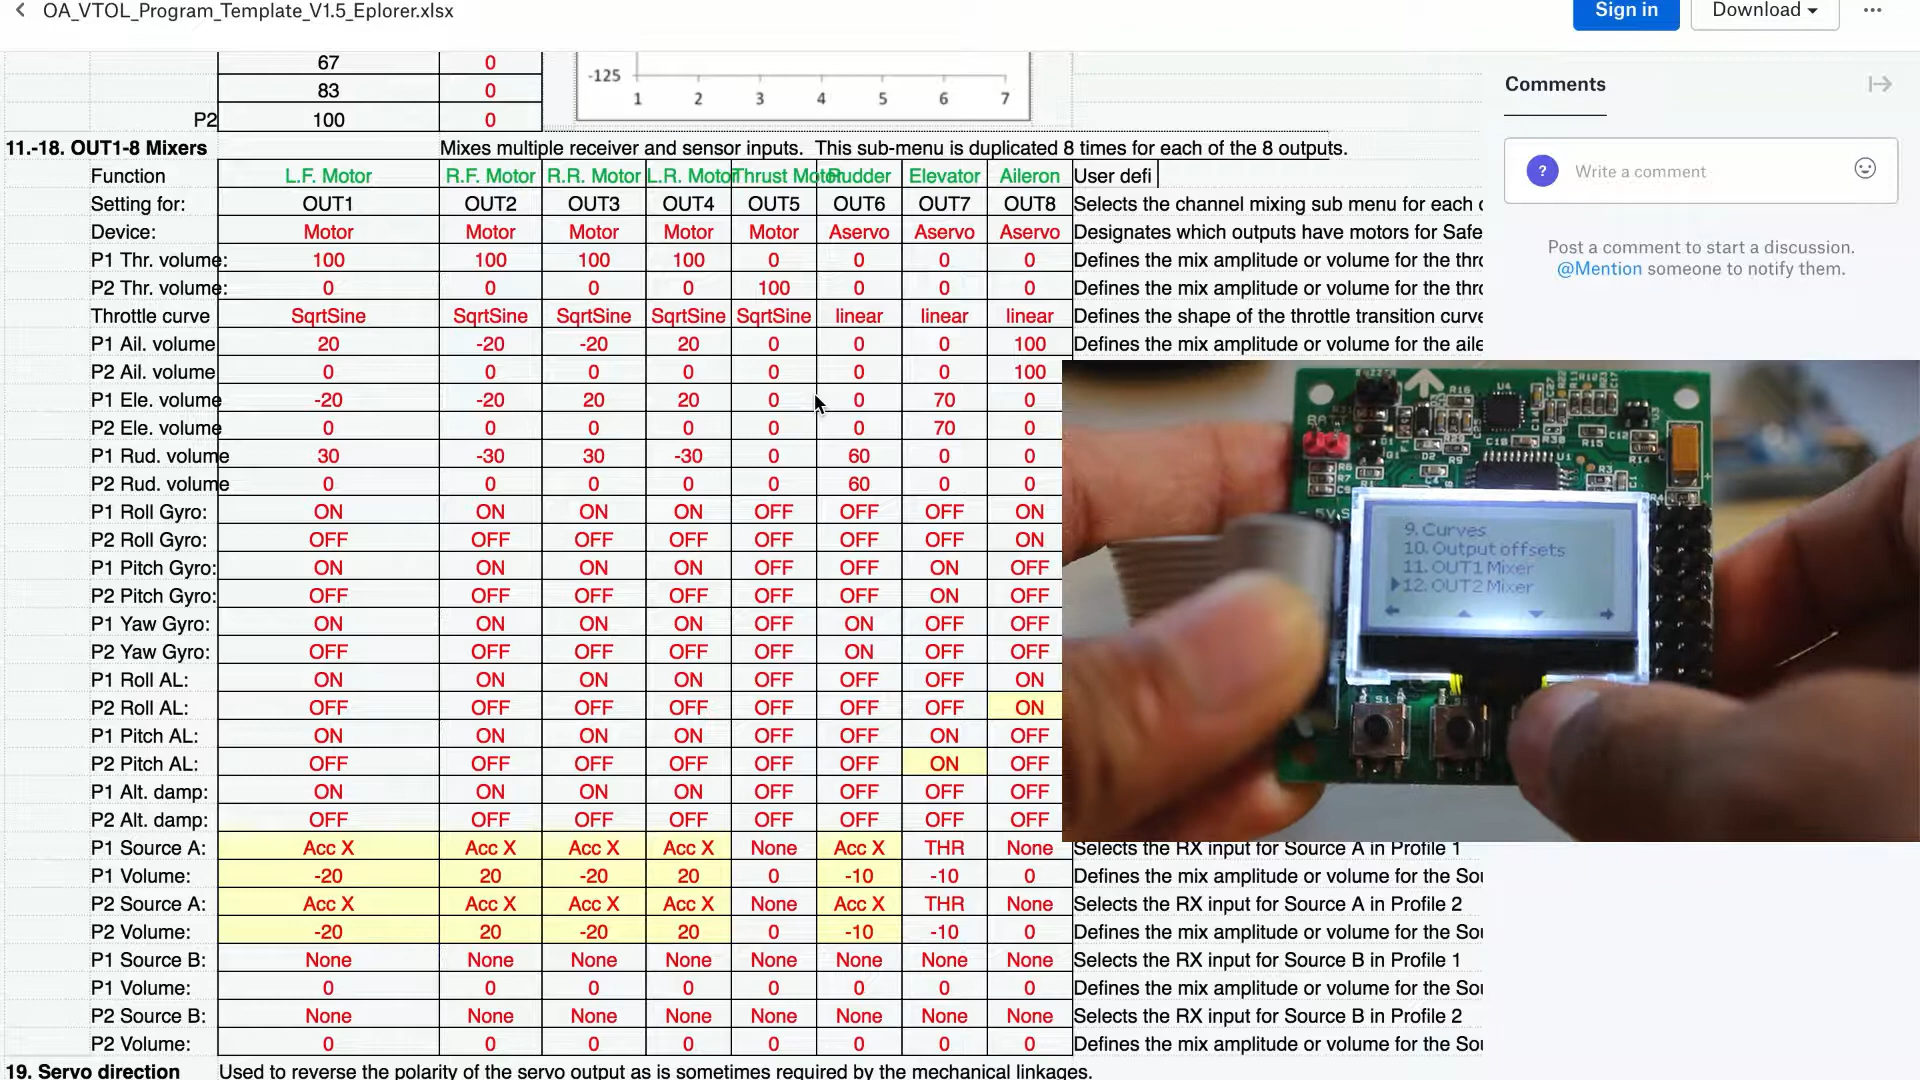 OA_VTOL_Program_Template_V1.5_Eplorer.xlsx
Sign in
Download
67 0
83 0
P2 100 0
-125
1 2 3 4 5 6 7
Comments
? Write a comment
Post a comment to start a discussion.
@Mention someone to notify them.
11.-18. OUT1-8 Mixers Mixes multiple receiver and sensor inputs. This sub-menu is duplicated 8 times for each of the 8 outputs.
Function L.F. Motor R.F. Motor R.R. Motor L.R. Motor Thrust Motor Rudder Elevator Aileron User defi
Setting for: OUT1 OUT2 OUT3 OUT4 OUT5 OUT6 OUT7 OUT8 Selects the channel mixing sub menu for each
Device: Motor Motor Motor Motor Motor Aservo Aservo Aservo Designates which outputs have motors for Safe
P1 Thr. volume: 100 100 100 100 0 0 0 0 Defines the mix amplitude or volume for the thr
P2 Thr. volume: 0 0 0 0 100 0 0 0 Defines the mix amplitude or volume for the thr
Throttle curve SqrtSine SqrtSine SqrtSine SqrtSine SqrtSine linear linear linear Defines the shape of the throttle transition curve
P1 Ail. volume 20 -20 -20 20 0 0 0 100 Defines the mix amplitude or volume for the aile
P2 Ail. volume 0 0 0 0 0 0 0 100
P1 Ele. volume -20 -20 20 20 0 0 70 0
P2 Ele. volume 0 0 0 0 0 0 70 0
P1 Rud. volume 30 -30 30 -30 0 60 0 0
P2 Rud. volume 0 0 0 0 0 60 0 0
P1 Roll Gyro: ON ON ON ON OFF OFF OFF ON
P2 Roll Gyro: OFF OFF OFF OFF OFF OFF OFF ON
P1 Pitch Gyro: ON ON ON ON OFF OFF ON OFF
P2 Pitch Gyro: OFF OFF OFF OFF OFF OFF ON OFF
P1 Yaw Gyro: ON ON ON ON OFF ON OFF OFF
P2 Yaw Gyro: OFF OFF OFF OFF OFF ON OFF OFF
P1 Roll AL: ON ON ON ON OFF OFF OFF ON
P2 Roll AL: OFF OFF OFF OFF OFF OFF OFF ON
P1 Pitch AL: ON ON ON ON OFF OFF ON OFF
P2 Pitch AL: OFF OFF OFF OFF OFF OFF ON OFF
P1 Alt. damp: ON ON ON ON OFF OFF OFF OFF
P2 Alt. damp: OFF OFF OFF OFF OFF OFF OFF OFF
P1 Source A: Acc X Acc X Acc X Acc X None Acc X THR None Selects the RX input for Source A in Profile 1
P1 Volume: -20 20 -20 20 0 -10 -10 0 Defines the mix amplitude or volume for the Sou
P2 Source A: Acc X Acc X Acc X Acc X None Acc X THR None Selects the RX input for Source A in Profile 2
P2 Volume: -20 20 -20 20 0 -10 -10 0 Defines the mix amplitude or volume for the Sou
P1 Source B: None None None None None None None None Selects the RX input for Source B in Profile 1
P1 Volume: 0 0 0 0 0 0 0 0 Defines the mix amplitude or volume for the Sou
P2 Source B: None None None None None None None None Selects the RX input for Source B in Profile 2
P2 Volume: 0 0 0 0 0 0 0 0 Defines the mix amplitude or volume for the Sou
19. Servo direction Used to reverse the polarity of the servo output as is sometimes required by the mechanical linkages.
R16
U4
D2
R9
C10
R30
U1
R15
C12
R14
R3
R6
R7
9. Curves
10. Output offsets
11. OUT1 Mixer
12. OUT2 Mixer
S1